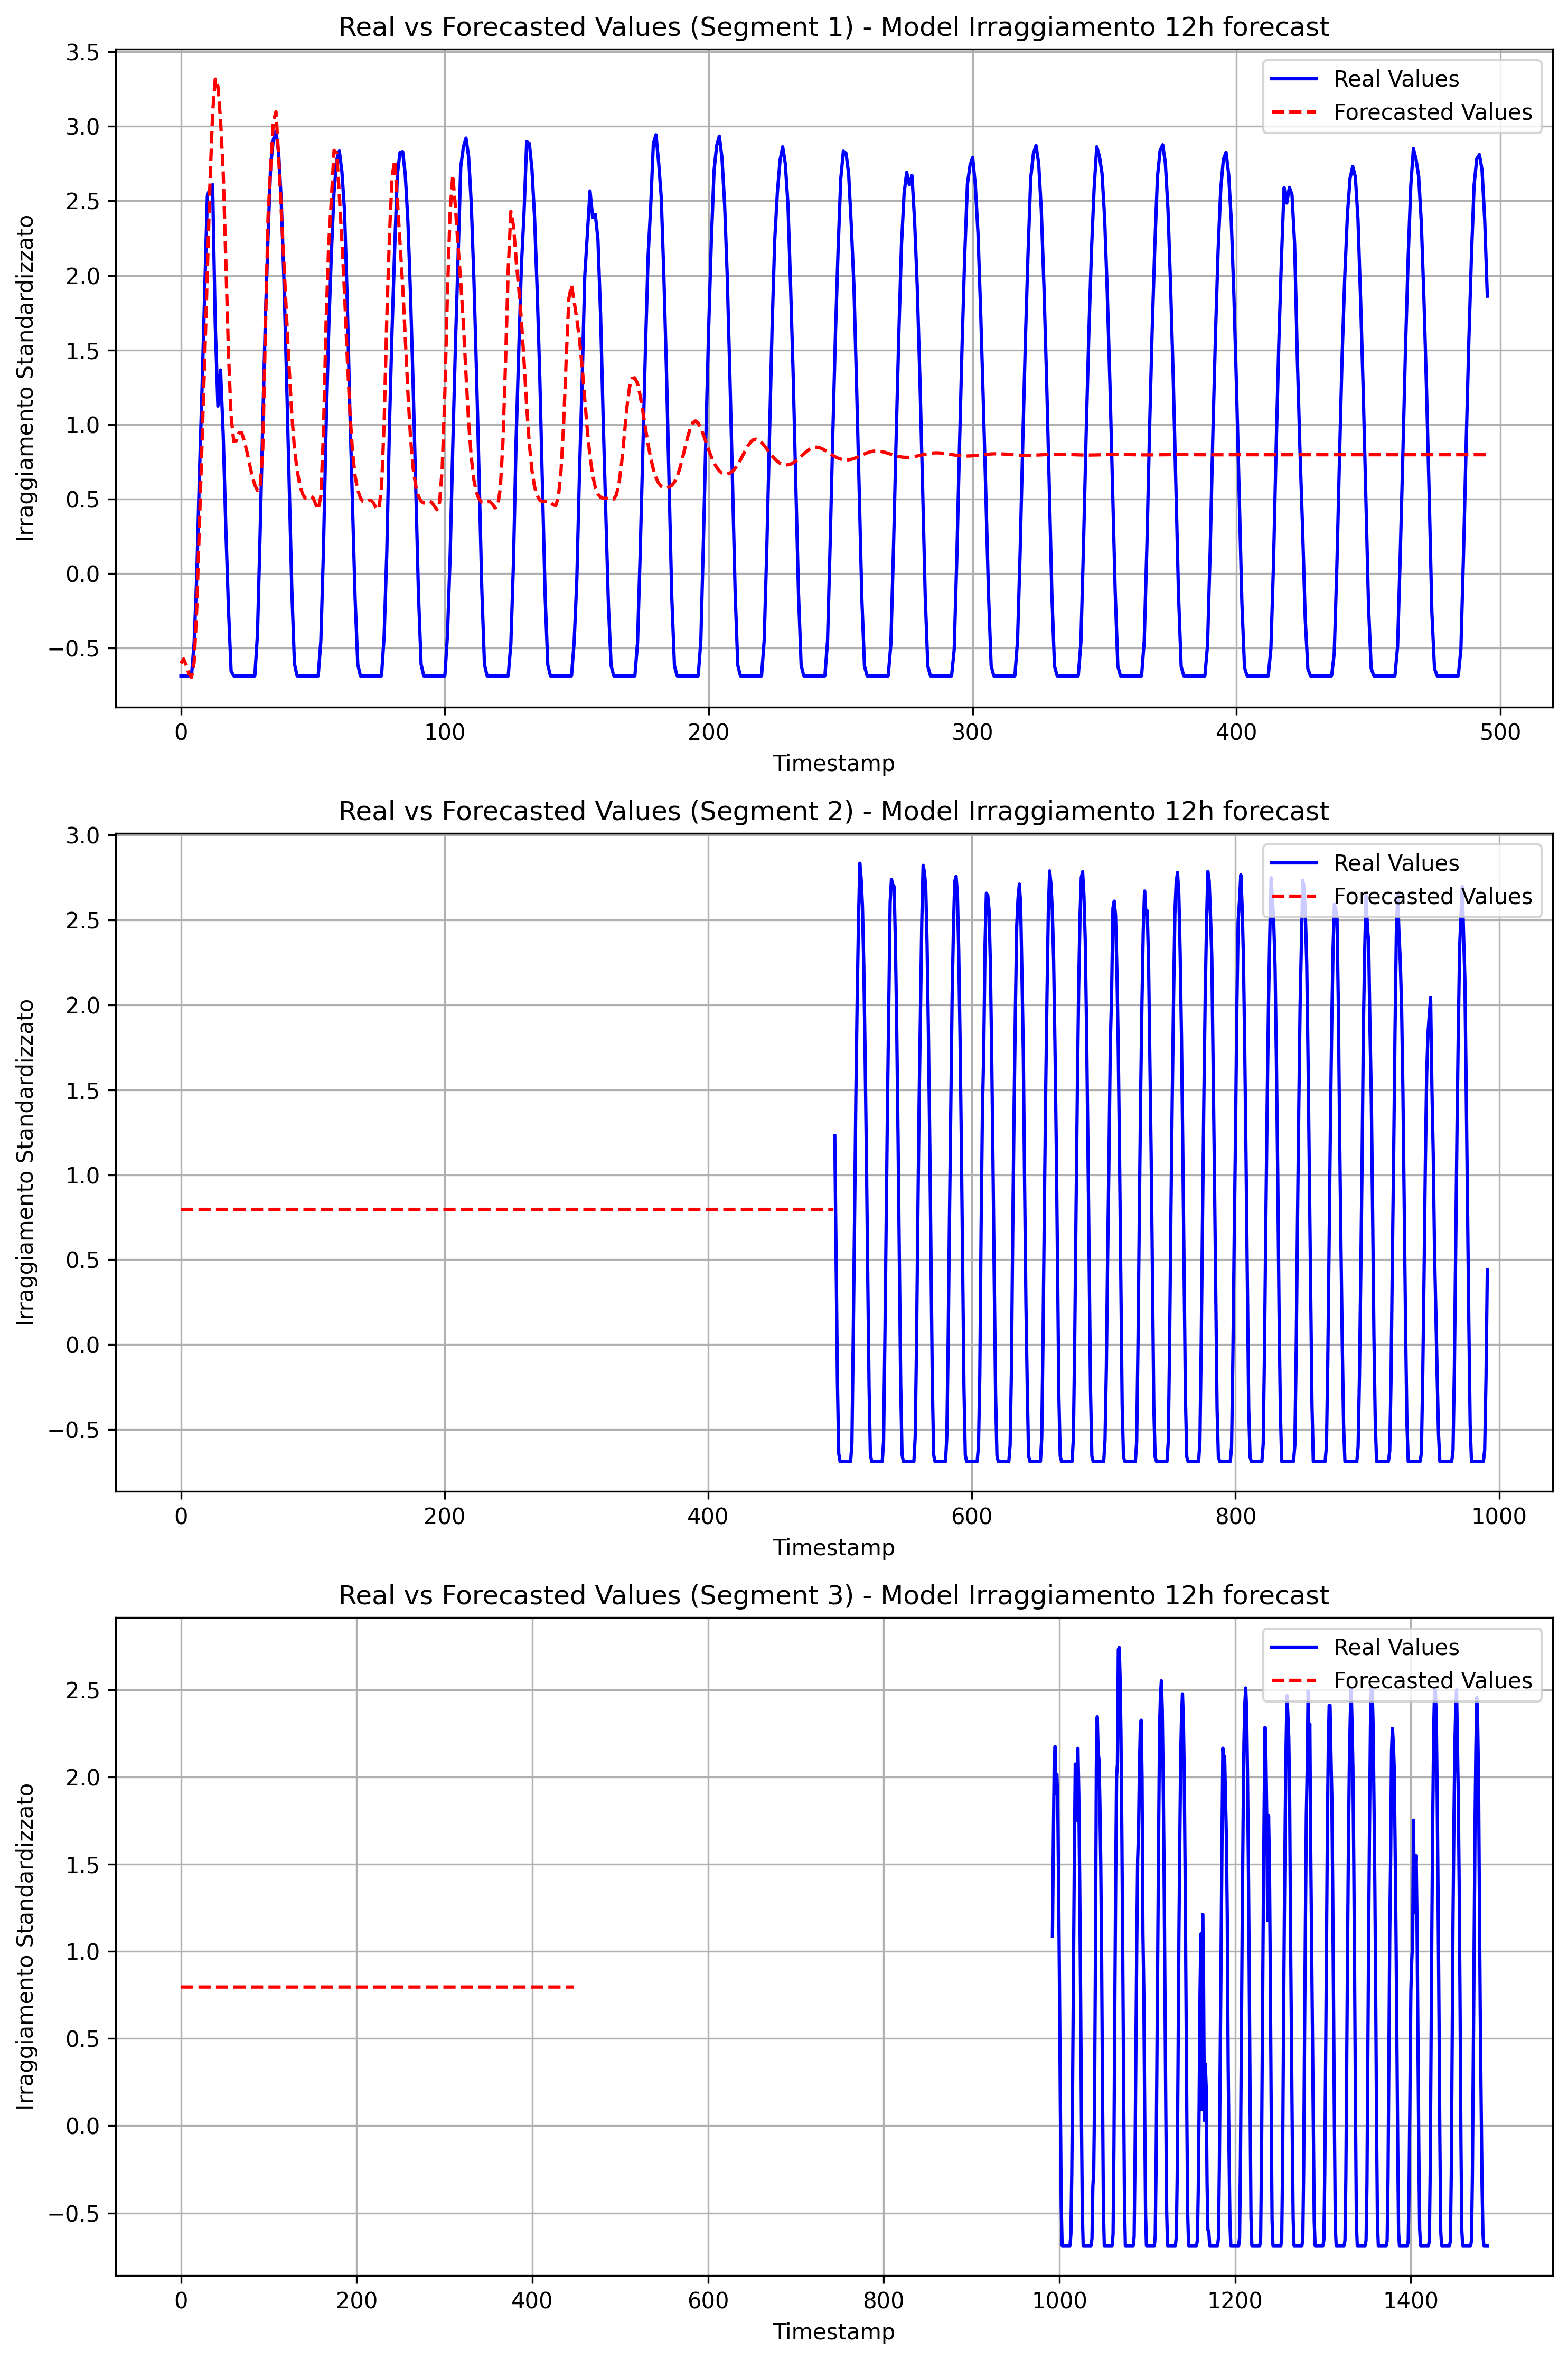 Real vs Forecasted Values (Segment 1) - Model Irraggiamento 12h forecast
3.5
3.0
2.5
2.0
1.5
1.0
0.5
0.0
−0.5
Irraggiamento Standardizzato
Real Values
Forecasted Values
0 100 200 300 400 500
Timestamp
Real vs Forecasted Values (Segment 2) - Model Irraggiamento 12h forecast
3.0
2.5
2.0
1.5
1.0
0.5
0.0
−0.5
Irraggiamento Standardizzato
Real Values
Forecasted Values
0 200 400 600 800 1000
Timestamp
Real vs Forecasted Values (Segment 3) - Model Irraggiamento 12h forecast
2.5
2.0
1.5
1.0
0.5
0.0
−0.5
Irraggiamento Standardizzato
Real Values
Forecasted Values
0 200 400 600 800 1000 1200 1400
Timestamp